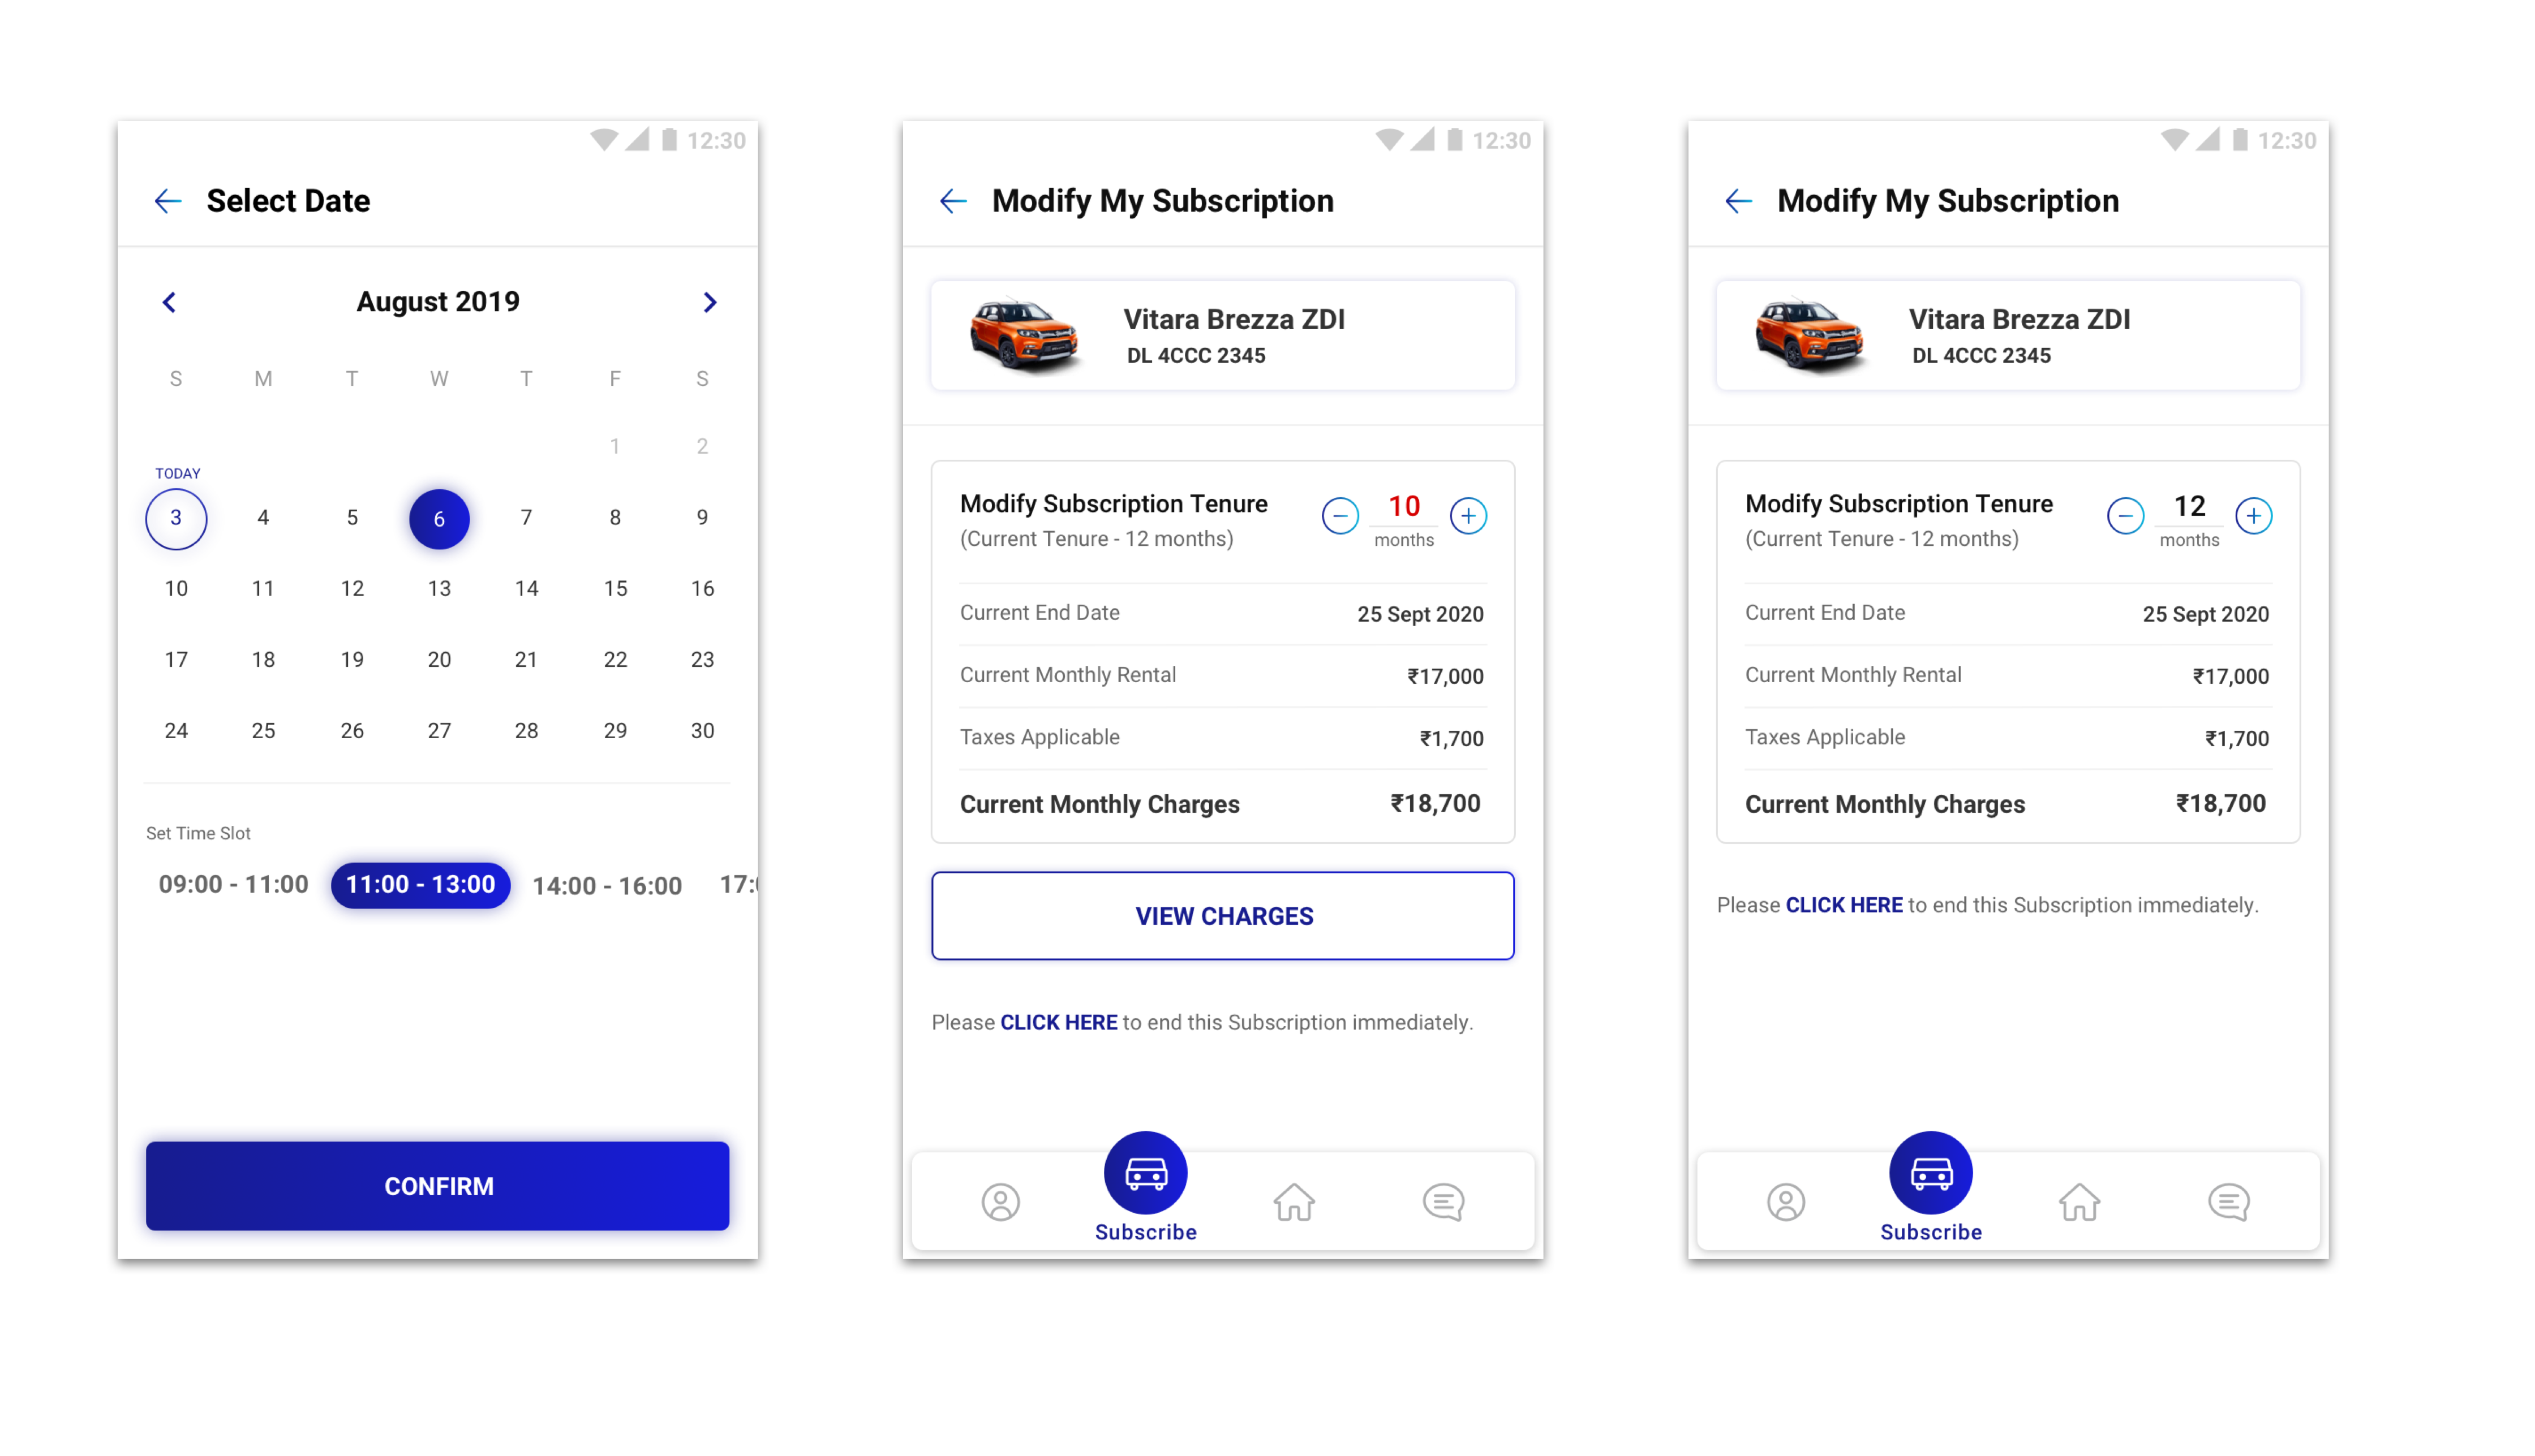 12:30
Select Date
August 2019
S M T W T F S
1 2
TODAY
3 4 5 6 7 8 9
10 11 12 13 14 15 16
17 18 19 20 21 22 23
24 25 26 27 28 29 30
Set Time Slot
09:00 - 11:00 11:00 - 13:00 14:00 - 16:00 17:
CONFIRM
12:30
Modify My Subscription
Vitara Brezza ZDI
DL 4CCC 2345
Modify Subscription Tenure 10
(Current Tenure - 12 months) months
Current End Date 25 Sept 2020
Current Monthly Rental ₹17,000
Taxes Applicable ₹1,700
Current Monthly Charges ₹18,700
VIEW CHARGES
Please CLICK HERE to end this Subscription immediately.
Subscribe
12:30
Modify My Subscription
Vitara Brezza ZDI
DL 4CCC 2345
Modify Subscription Tenure 12
(Current Tenure - 12 months) months
Current End Date 25 Sept 2020
Current Monthly Rental ₹17,000
Taxes Applicable ₹1,700
Current Monthly Charges ₹18,700
Please CLICK HERE to end this Subscription immediately.
Subscribe